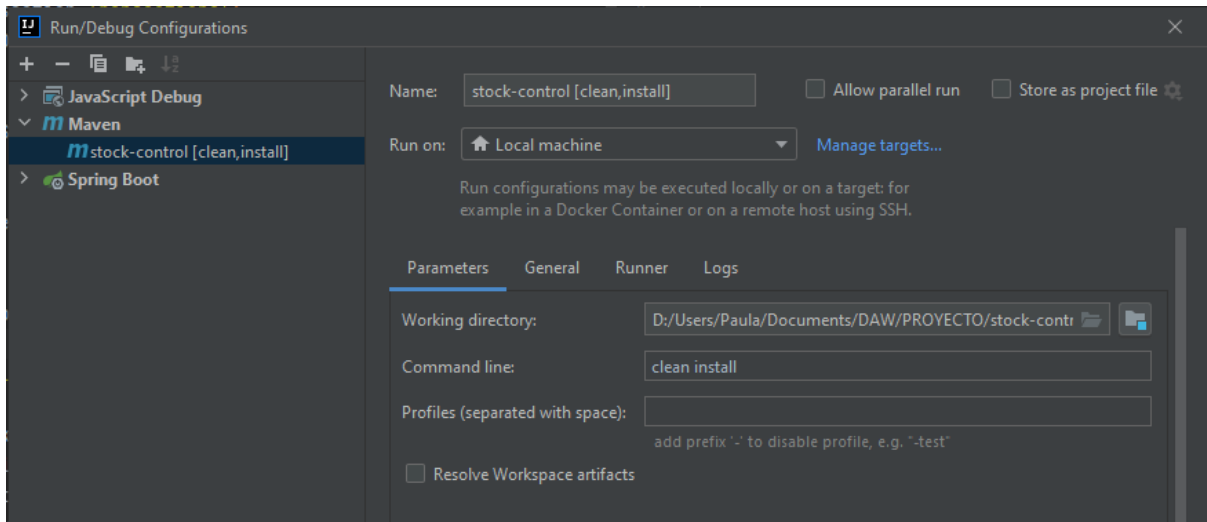 Run/Debug Configurations
JavaScript Debug
Maven
stock-control [clean,install]
Spring Boot
Name: stock-control [clean,install] Allow parallel run Store as project file
Run on: Local machine Manage targets...
Run configurations may be executed locally or on a target: for
example in a Docker Container or on a remote host using SSH.
Parameters General Runner Logs
Working directory: D:/Users/Paula/Documents/DAW/PROYECTO/stock-contr
Command line: clean install
Profiles (separated with space):
add prefix '-' to disable profile, e.g. "-test"
Resolve Workspace artifacts